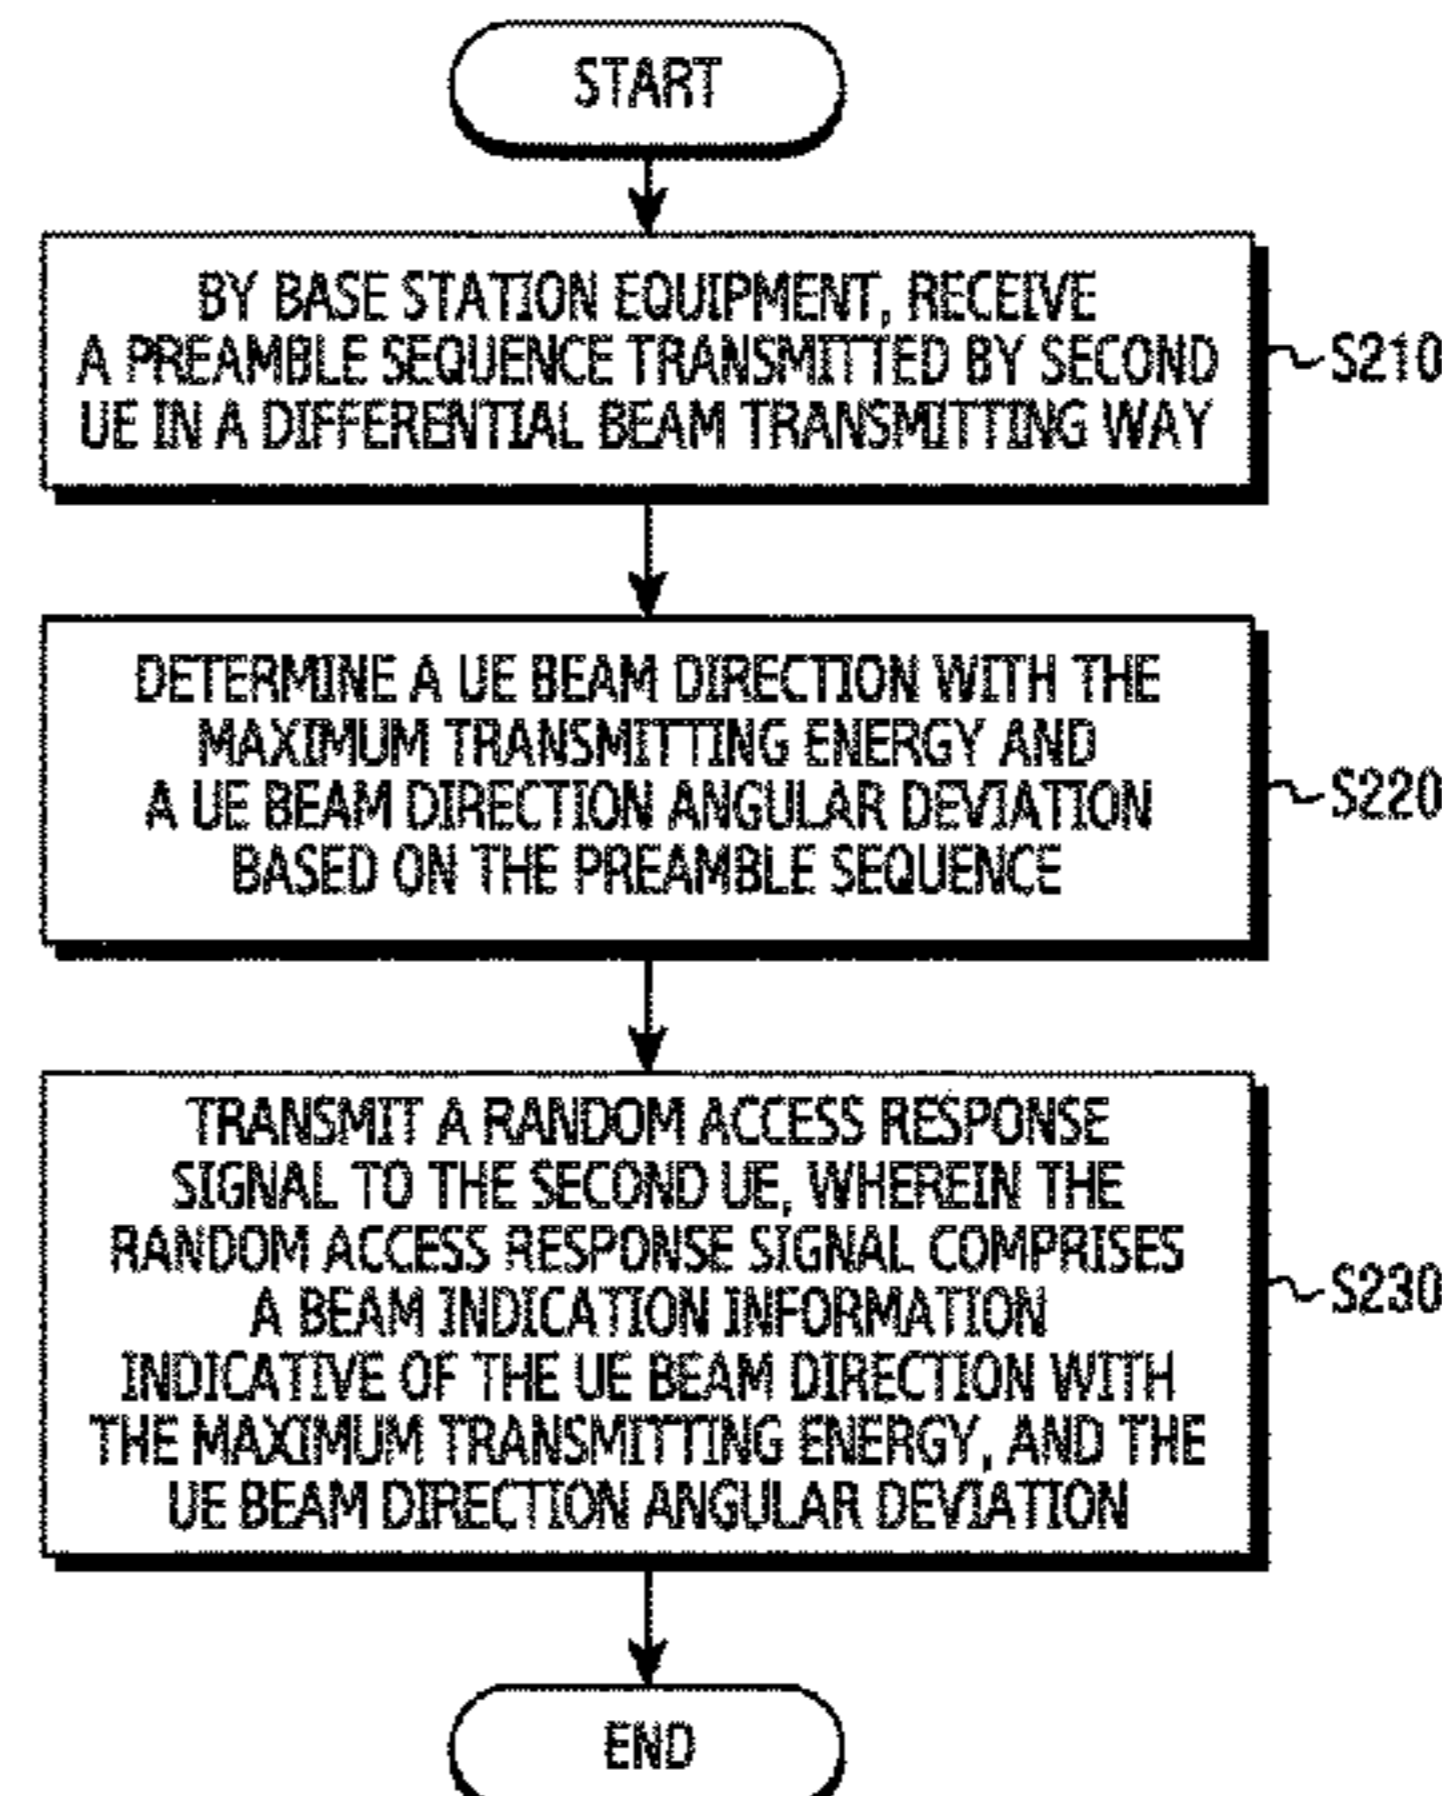 START
BY BASE STATION EQUIPMENT, RECEIVE
A PREAMBLE SEQUENCE TRANSMITTED BY SECOND
UE IN A DIFFERENTIAL BEAM TRANSMITTING WAY
S210
DETERMINE A UE BEAM DIRECTION WITH THE
MAXIMUM TRANSMITTING ENERGY AND
A UE BEAM DIRECTION ANGULAR DEVIATION
BASED ON THE PREAMBLE SEQUENCE
S220
TRANSMIT A RANDOM ACCESS RESPONSE
SIGNAL TO THE SECOND UE, WHEREIN THE
RANDOM ACCESS RESPONSE SIGNAL COMPRISES
A BEAM INDICATION INFORMATION
INDICATIVE OF THE UE BEAM DIRECTION WITH
THE MAXIMUM TRANSMITTING ENERGY, AND THE
UE BEAM DIRECTION ANGULAR DEVIATION
S230
END